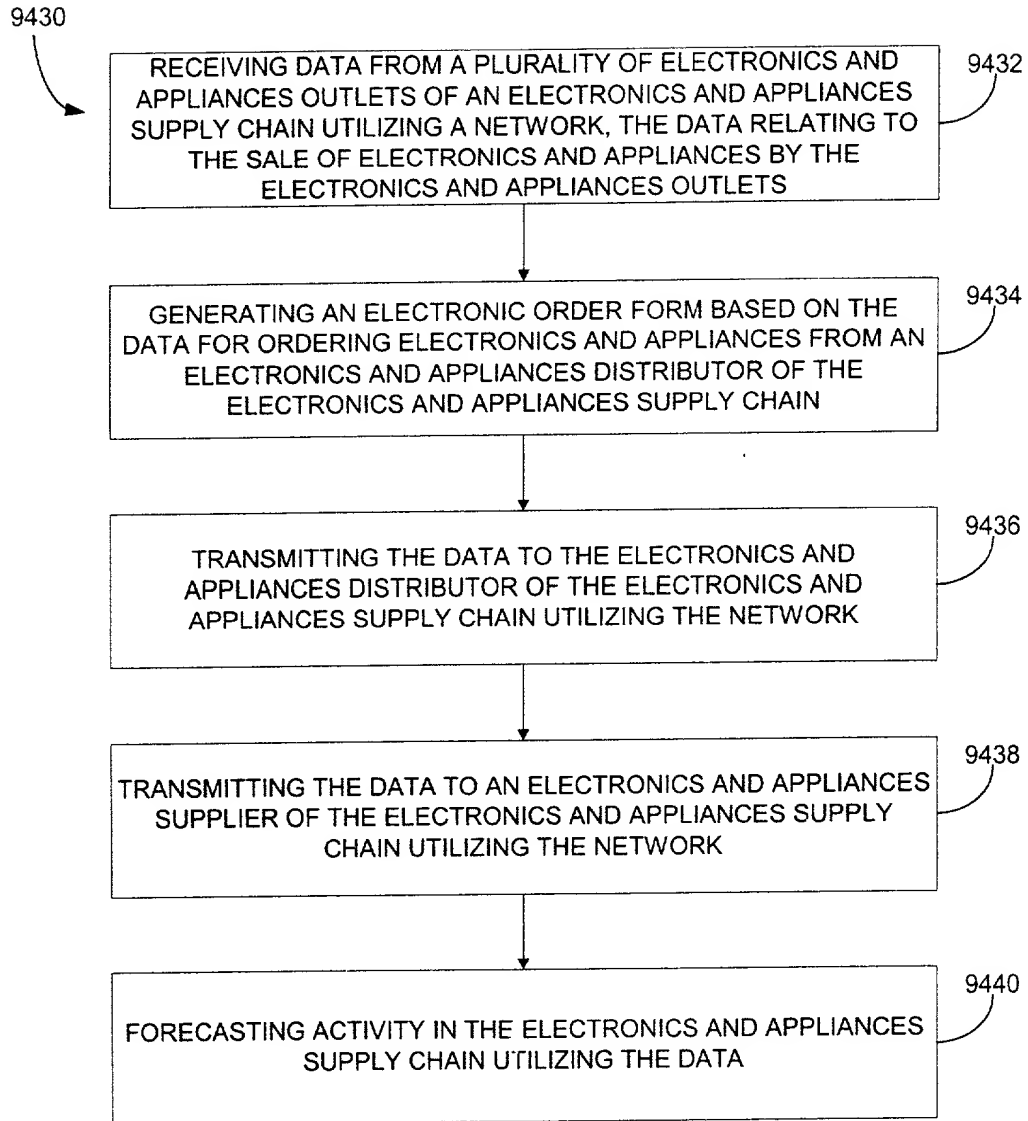 9430
RECEIVING DATA FROM A PLURALITY OF ELECTRONICS AND
APPLIANCES OUTLETS OF AN ELECTRONICS AND APPLIANCES
SUPPLY CHAIN UTILIZING A NETWORK, THE DATA RELATING TO
THE SALE OF ELECTRONICS AND APPLIANCES BY THE
ELECTRONICS AND APPLIANCES OUTLETS
9432
GENERATING AN ELECTRONIC ORDER FORM BASED ON THE
DATA FOR ORDERING ELECTRONICS AND APPLIANCES FROM AN
ELECTRONICS AND APPLIANCES DISTRIBUTOR OF THE
ELECTRONICS AND APPLIANCES SUPPLY CHAIN
9434
TRANSMITTING THE DATA TO THE ELECTRONICS AND
APPLIANCES DISTRIBUTOR OF THE ELECTRONICS AND
APPLIANCES SUPPLY CHAIN UTILIZING THE NETWORK
9436
TRANSMITTING THE DATA TO AN ELECTRONICS AND APPLIANCES
SUPPLIER OF THE ELECTRONICS AND APPLIANCES SUPPLY
CHAIN UTILIZING THE NETWORK
9438
FORECASTING ACTIVITY IN THE ELECTRONICS AND APPLIANCES
SUPPLY CHAIN UTILIZING THE DATA
9440